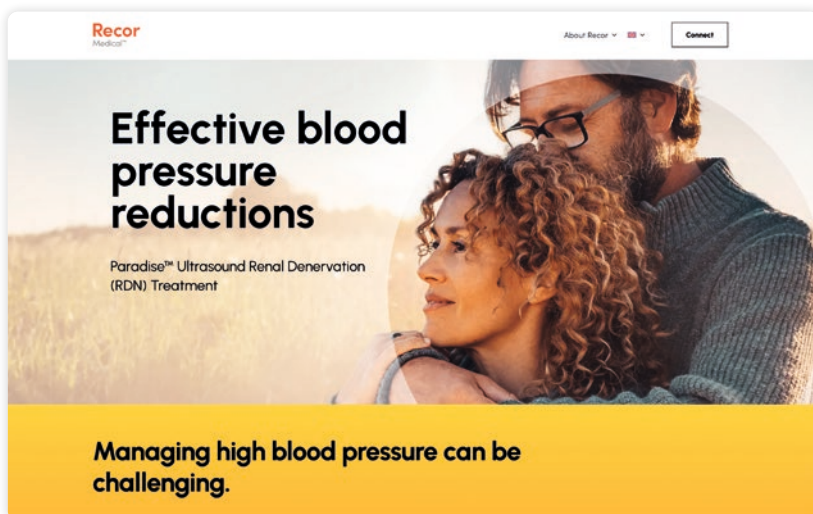 Recor
Medical™
About Recor
Connect
Effective blood
pressure
reductions
Paradise™ Ultrasound Renal Denervation
(RDN) Treatment
Managing high blood pressure can be
challenging.